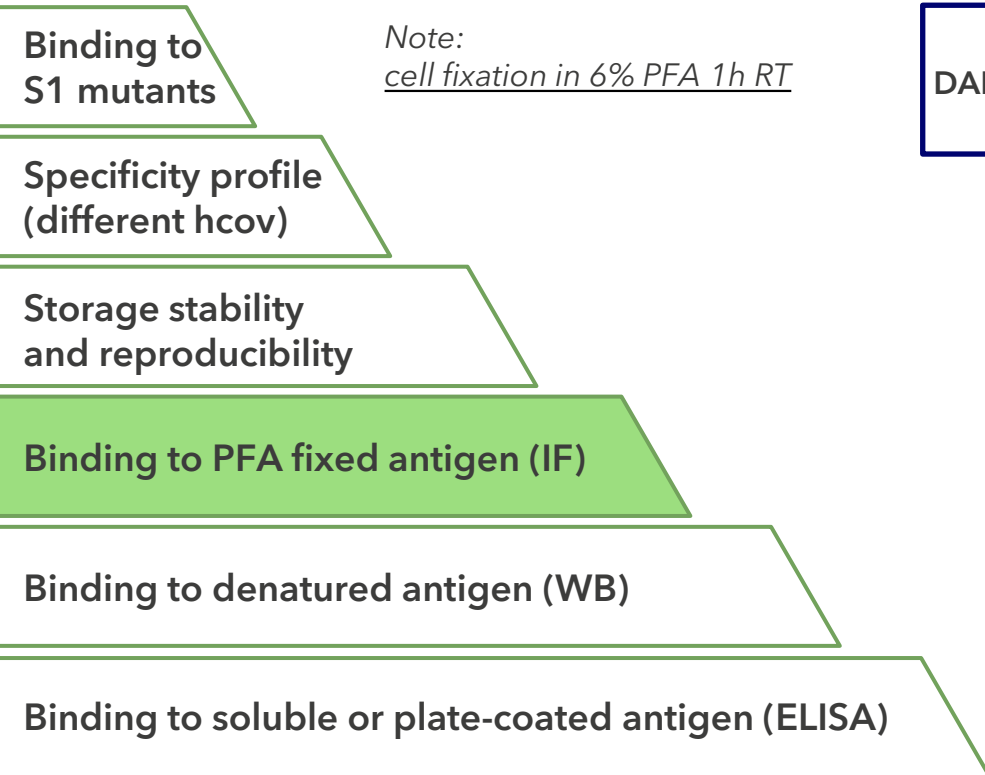 Binding to
S1 mutants
Note:
cell fixation in 6% PFA 1h RT
Specificity profile
(different hcov)
Storage stability
and reproducibility
Binding to PFA fixed antigen (IF)
Binding to denatured antigen (WB)
Binding to soluble or plate-coated antigen (ELISA)